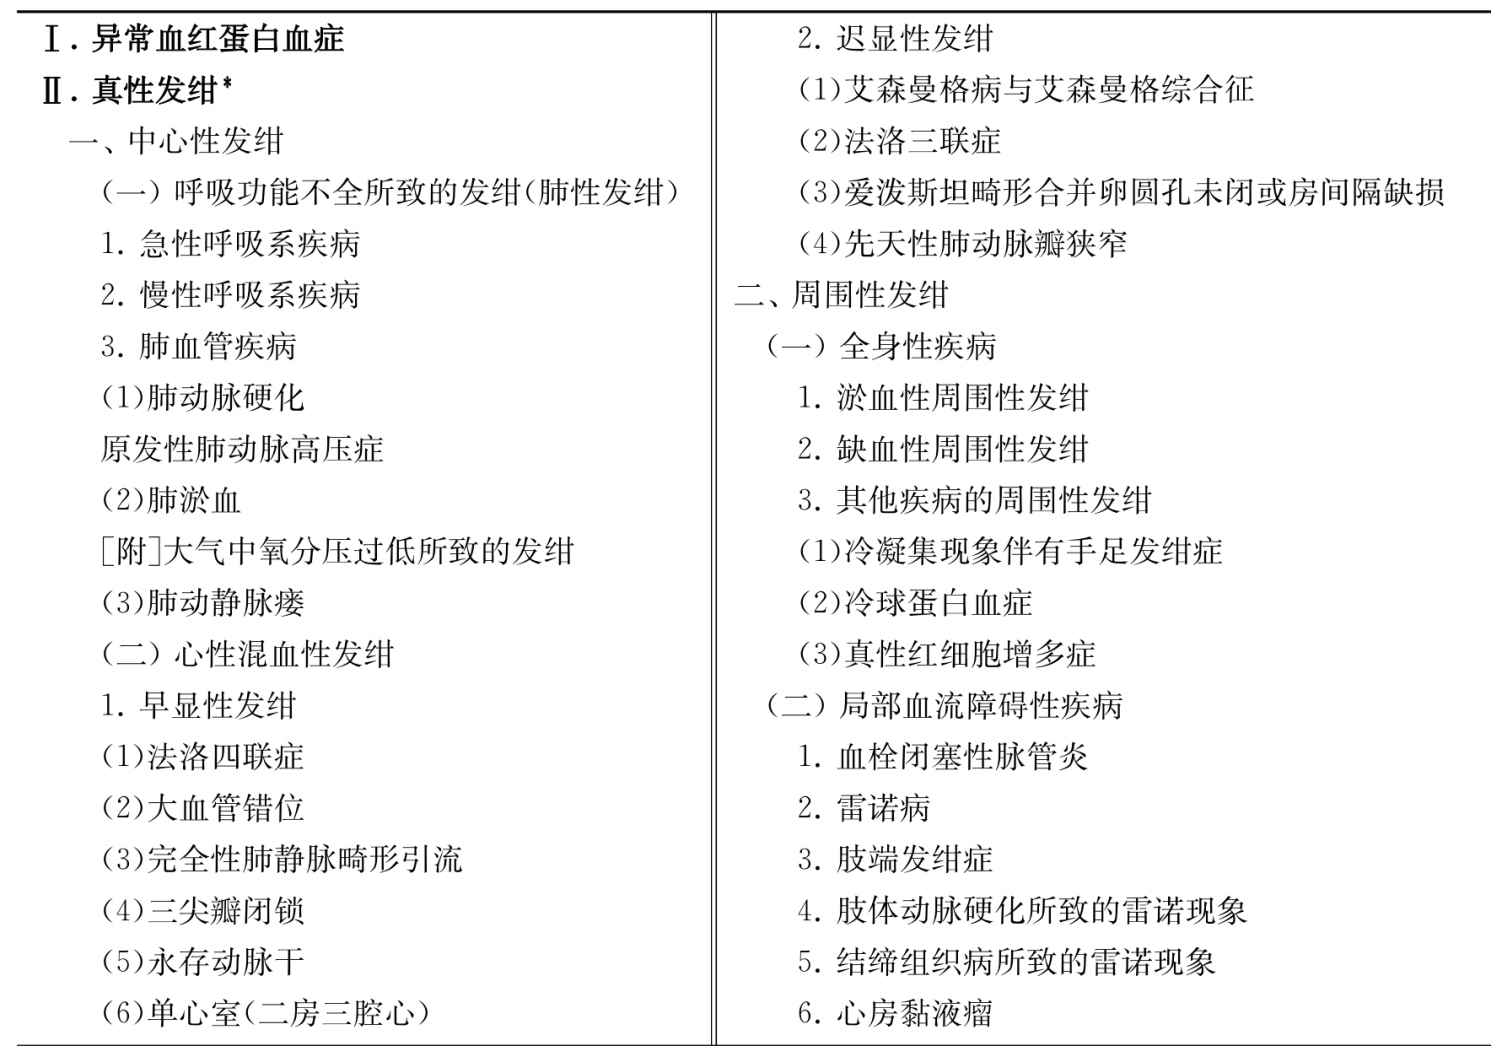 Ⅰ. 异常血红蛋白血症
Ⅱ. 真性发绀*
一、中心性发绀
(一) 呼吸功能不全所致的发绀(肺性发绀)
1. 急性呼吸系疾病
2. 慢性呼吸系疾病
3. 肺血管疾病
(1)肺动脉硬化
原发性肺动脉高压症
(2)肺淤血
[附]大气中氧分压过低所致的发绀
(3)肺动静脉瘘
(二) 心性混血性发绀
1. 早显性发绀
(1)法洛四联症
(2)大血管错位
(3)完全性肺静脉畸形引流
(4)三尖瓣闭锁
(5)永存动脉干
(6)单心室(二房三腔心)
2. 迟显性发绀
(1)艾森曼格病与艾森曼格综合征
(2)法洛三联症
(3)爱泼斯坦畸形合并卵圆孔未闭或房间隔缺损
(4)先天性肺动脉瓣狭窄
二、周围性发绀
(一) 全身性疾病
1. 淤血性周围性发绀
2. 缺血性周围性发绀
3. 其他疾病的周围性发绀
(1)冷凝集现象伴有手足发绀症
(2)冷球蛋白血症
(3)真性红细胞增多症
(二) 局部血流障碍性疾病
1. 血栓闭塞性脉管炎
2. 雷诺病
3. 肢端发绀症
4. 肢体动脉硬化所致的雷诺现象
5. 结缔组织病所致的雷诺现象
6. 心房黏液瘤